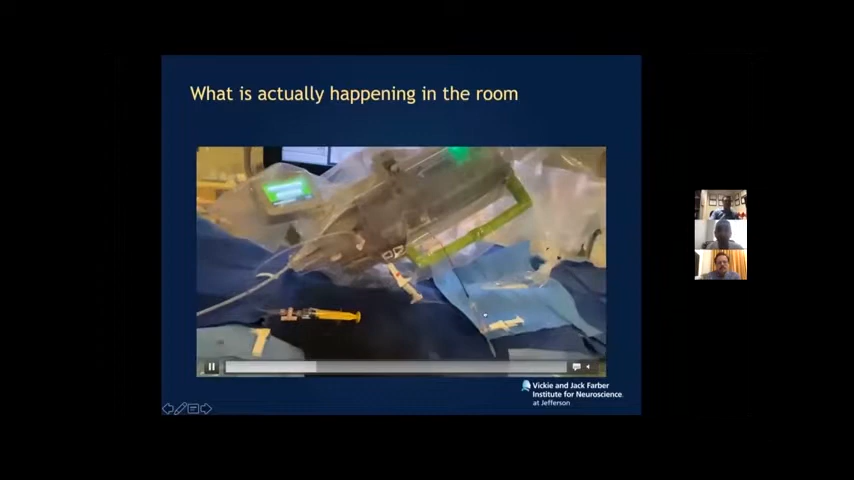 What is actually happening in the room
Vickie and Jack Farber
Institute for Neuroscience
at Jefferson